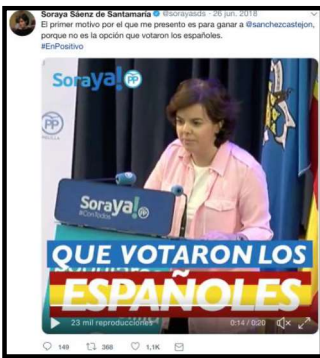 Soraya Sáenz de Santamaría @sorayasds · 26 jun. 2018
El primer motivo por el que me presento es para ganar a @sanchezcastejon,
porque no es la opción que votaron los españoles.
#EnPositivo
Soraya!
PP
PP
Soraya!
#ConTodos
QUE VOTARON LOS
ESPAÑOLES
23 mil reproducciones
0:14 / 0:20
149 368 1,1K